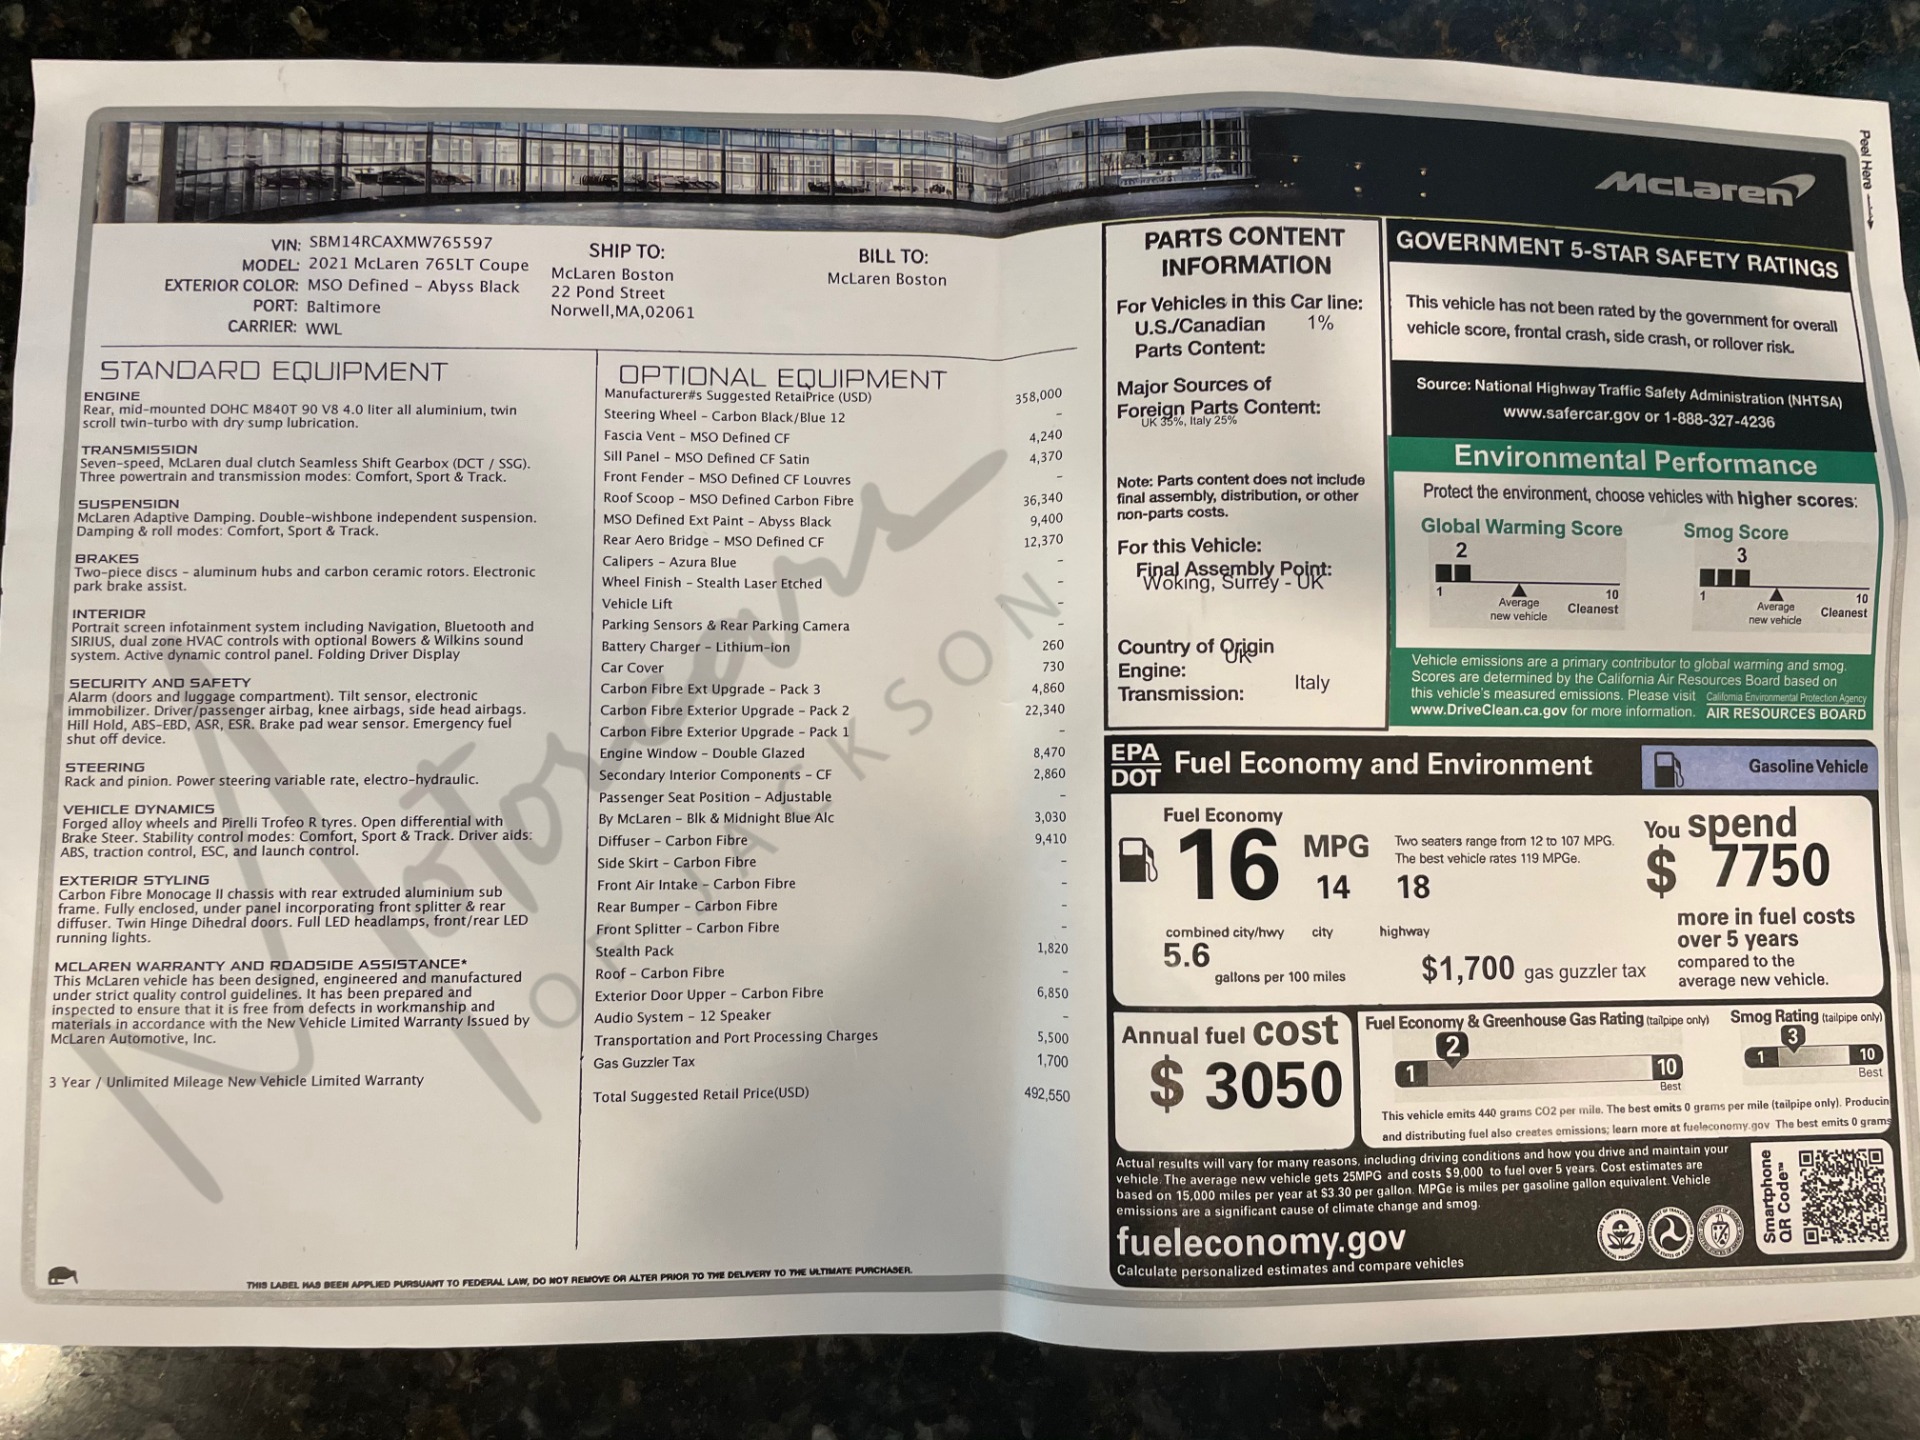 McLaren
Peel Here →
VIN: SBM14RCAXMW765597
MODEL: 2021 McLaren 765LT Coupe
EXTERIOR COLOR: MSO Defined - Abyss Black
PORT: Baltimore
CARRIER: WWL
SHIP TO:
McLaren Boston
22 Pond Street
Norwell,MA,02061
BILL TO:
McLaren Boston
STANDARD EQUIPMENT
ENGINE
Rear, mid-mounted DOHC M840T 90 V8 4.0 liter all aluminium, twin
scroll twin-turbo with dry sump lubrication.
TRANSMISSION
Seven-speed, McLaren dual clutch Seamless Shift Gearbox (DCT / SSG).
Three powertrain and transmission modes: Comfort, Sport & Track.
SUSPENSION
McLaren Adaptive Damping. Double-wishbone independent suspension.
Damping & roll modes: Comfort, Sport & Track.
BRAKES
Two-piece discs - aluminum hubs and carbon ceramic rotors. Electronic
park brake assist.
INTERIOR
Portrait screen infotainment system including Navigation, Bluetooth and
SIRIUS, dual zone HVAC controls with optional Bowers & Wilkins sound
system. Active dynamic control panel. Folding Driver Display
SECURITY AND SAFETY
Alarm (doors and luggage compartment). Tilt sensor, electronic
immobilizer. Driver/passenger airbag, knee airbags, side head airbags.
Hill Hold, ABS-EBD, ASR, ESR. Brake pad wear sensor. Emergency fuel
shut off device.
STEERING
Rack and pinion. Power steering variable rate, electro-hydraulic.
VEHICLE DYNAMICS
Forged alloy wheels and Pirelli Trofeo R tyres. Open differential with
Brake Steer. Stability control modes: Comfort, Sport & Track. Driver aids:
ABS, traction control, ESC, and launch control.
EXTERIOR STYLING
Carbon Fibre Monocage II chassis with rear extruded aluminium sub
frame. Fully enclosed, under panel incorporating front splitter & rear
diffuser. Twin Hinge Dihedral doors. Full LED headlamps, front/rear LED
running lights.
MCLAREN WARRANTY AND ROADSIDE ASSISTANCE*
This McLaren vehicle has been designed, engineered and manufactured
under strict quality control guidelines. It has been prepared and
inspected to ensure that it is free from defects in workmanship and
materials in accordance with the New Vehicle Limited Warranty Issued by
McLaren Automotive, Inc.
3 Year / Unlimited Mileage New Vehicle Limited Warranty
OPTIONAL EQUIPMENT
Manufacturer#s Suggested RetailPrice (USD) 358,000
Steering Wheel - Carbon Black/Blue 12 -
Fascia Vent - MSO Defined CF 4,240
Sill Panel - MSO Defined CF Satin 4,370
Front Fender - MSO Defined CF Louvres -
Roof Scoop - MSO Defined Carbon Fibre 36,340
MSO Defined Ext Paint - Abyss Black 9,400
Rear Aero Bridge - MSO Defined CF 12,370
Calipers - Azura Blue -
Wheel Finish - Stealth Laser Etched -
Vehicle Lift -
Parking Sensors & Rear Parking Camera -
Battery Charger - Lithium-ion 260
Car Cover 730
Carbon Fibre Ext Upgrade - Pack 3 4,860
Carbon Fibre Exterior Upgrade - Pack 2 22,340
Carbon Fibre Exterior Upgrade - Pack 1 -
Engine Window - Double Glazed 8,470
Secondary Interior Components - CF 2,860
Passenger Seat Position - Adjustable -
By McLaren - Blk & Midnight Blue Alc 3,030
Diffuser - Carbon Fibre 9,410
Side Skirt - Carbon Fibre -
Front Air Intake - Carbon Fibre -
Rear Bumper - Carbon Fibre -
Front Splitter - Carbon Fibre -
Stealth Pack 1,820
Roof - Carbon Fibre -
Exterior Door Upper - Carbon Fibre 6,850
Audio System - 12 Speaker -
Transportation and Port Processing Charges 5,500
Gas Guzzler Tax 1,700
Total Suggested Retail Price(USD) 492,550
Motorcars
OF JACKSON
THIS LABEL HAS BEEN APPLIED PURSUANT TO FEDERAL LAW, DO NOT REMOVE OR ALTER PRIOR TO THE DELIVERY TO THE ULTIMATE PURCHASER.
PARTS CONTENT
INFORMATION
For Vehicles in this Car line:
U.S./Canadian 1%
Parts Content:
Major Sources of
Foreign Parts Content:
UK 35%, Italy 25%
Note: Parts content does not include
final assembly, distribution, or other
non-parts costs.
For this Vehicle:
Final Assembly Point:
Woking, Surrey - UK
Country of Origin
UK
Engine:
Transmission: Italy
GOVERNMENT 5-STAR SAFETY RATINGS
This vehicle has not been rated by the government for overall
vehicle score, frontal crash, side crash, or rollover risk.
Source: National Highway Traffic Safety Administration (NHTSA)
www.safercar.gov or 1-888-327-4236
Environmental Performance
Protect the environment, choose vehicles with higher scores:
Global Warming Score
2
1 Average new vehicle 10 Cleanest
Smog Score
3
1 Average new vehicle 10 Cleanest
Vehicle emissions are a primary contributor to global warming and smog.
Scores are determined by the California Air Resources Board based on
this vehicle's measured emissions. Please visit California Environmental Protection Agency
www.DriveClean.ca.gov for more information. AIR RESOURCES BOARD
EPA
DOT
Fuel Economy and Environment
Gasoline Vehicle
Fuel Economy
16 MPG
14 18
combined city/hwy city highway
5.6
gallons per 100 miles
Two seaters range from 12 to 107 MPG.
The best vehicle rates 119 MPGe.
$1,700 gas guzzler tax
You spend
$ 7750
more in fuel costs
over 5 years
compared to the
average new vehicle.
Annual fuel cost
$ 3050
Fuel Economy & Greenhouse Gas Rating (tailpipe only)
2
1 10
Best
Smog Rating (tailpipe only)
3
1 10
Best
This vehicle emits 440 grams CO2 per mile. The best emits 0 grams per mile (tailpipe only). Producin
and distributing fuel also creates emissions; learn more at fueleconomy.gov The best emits 0 grams
Actual results will vary for many reasons, including driving conditions and how you drive and maintain your
vehicle. The average new vehicle gets 25MPG and costs $9,000 to fuel over 5 years. Cost estimates are
based on 15,000 miles per year at $3.30 per gallon. MPGe is miles per gasoline gallon equivalent. Vehicle
emissions are a significant cause of climate change and smog.
fueleconomy.gov
Calculate personalized estimates and compare vehicles
Smartphone
QR Code™